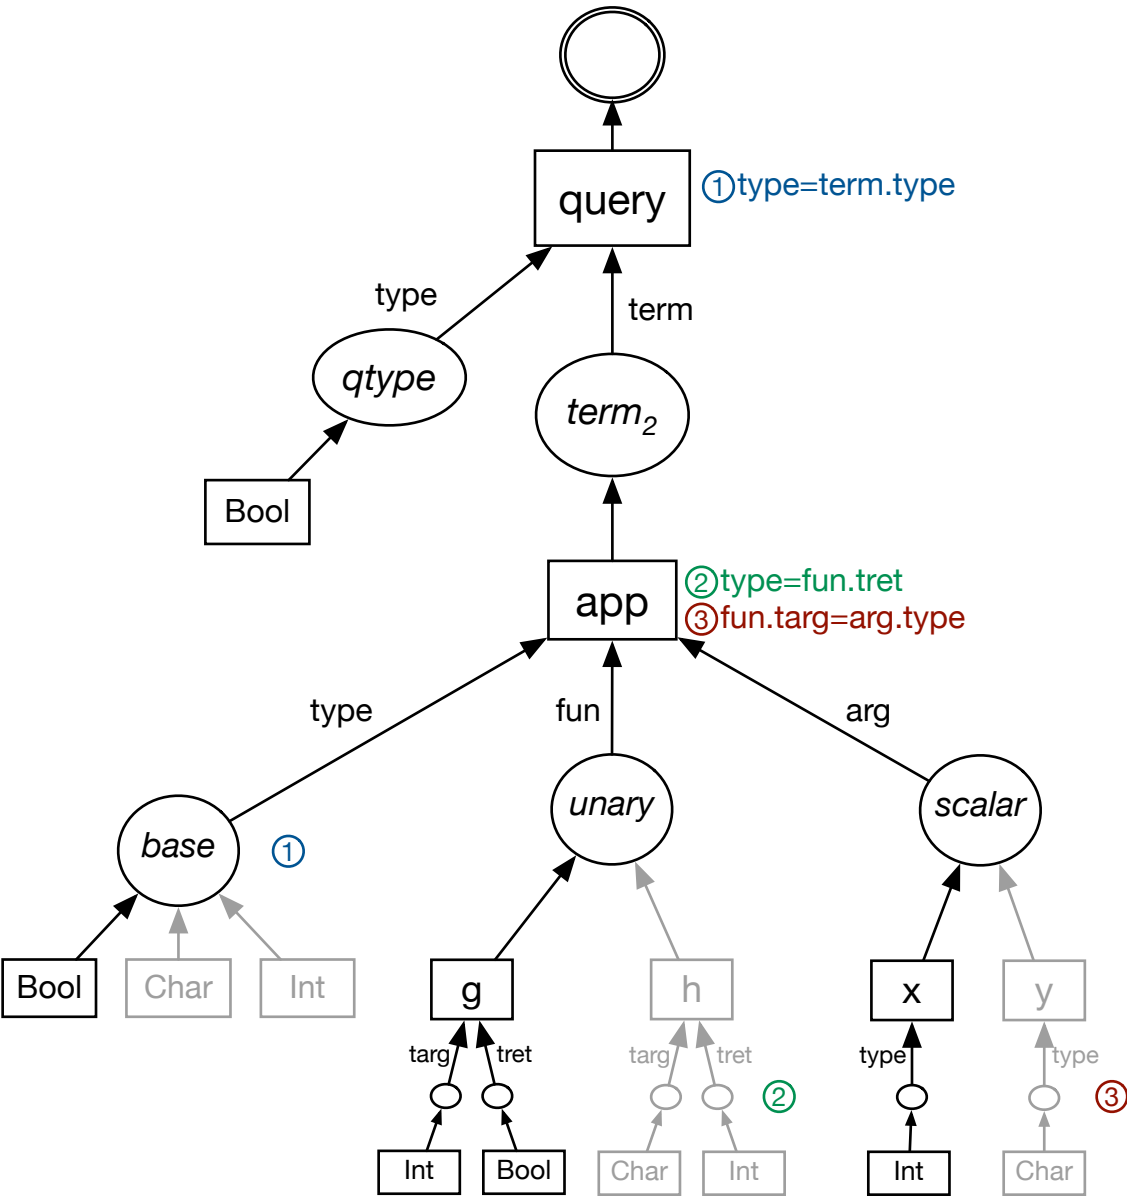 query
①type=term.type
type
term
qtype
term2
Bool
app
②type=fun.tret
③fun.targ=arg.type
type
fun
arg
base
①
unary
scalar
Bool
Char
Int
g
h
x
y
targ
tret
targ
tret
type
type
②
③
Int
Bool
Char
Int
Int
Char